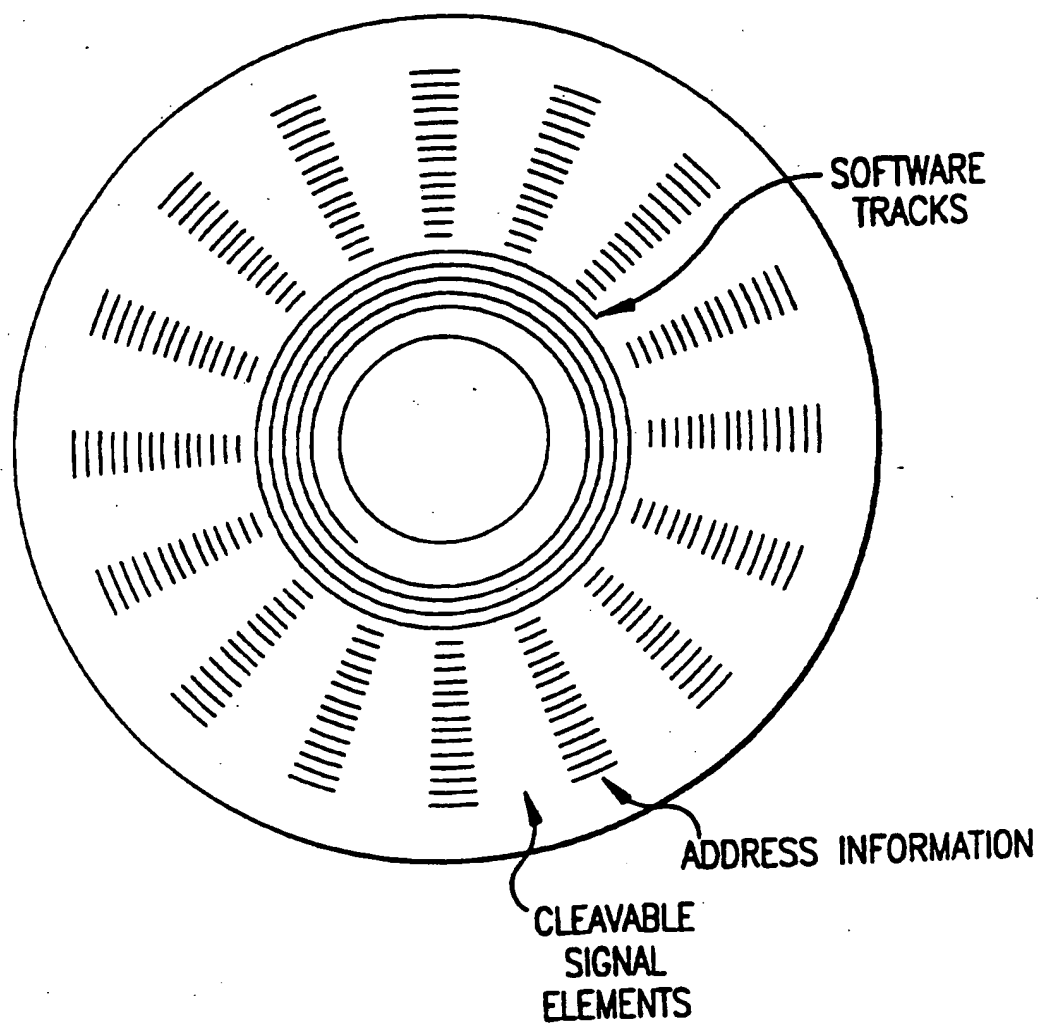 SOFTWARE
TRACKS
ADDRESS INFORMATION
CLEAVABLE
SIGNAL
ELEMENTS